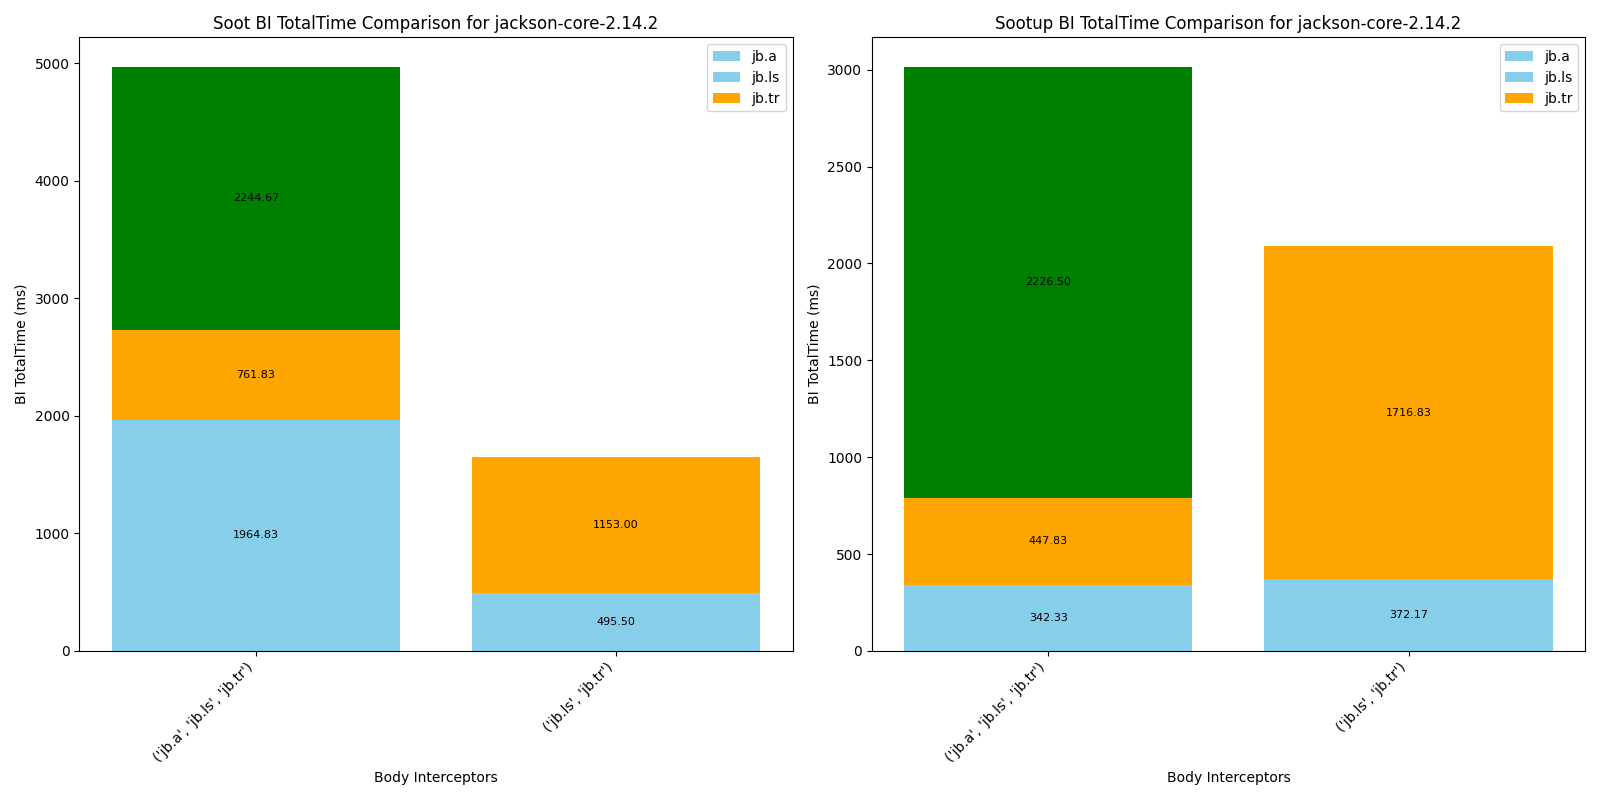 Soot BI TotalTime Comparison for jackson-core-2.14.2
jb.a
jb.ls
jb.tr
5000
4000
3000
2000
1000
0
BI TotalTime (ms)
2244.67
761.83
1964.83
1153.00
495.50
('jb.a', 'jb.ls', 'jb.tr')
('jb.ls', 'jb.tr')
Body Interceptors
Sootup BI TotalTime Comparison for jackson-core-2.14.2
jb.a
jb.ls
jb.tr
3000
2500
2000
1500
1000
500
0
BI TotalTime (ms)
2226.50
447.83
342.33
1716.83
372.17
('jb.a', 'jb.ls', 'jb.tr')
('jb.ls', 'jb.tr')
Body Interceptors